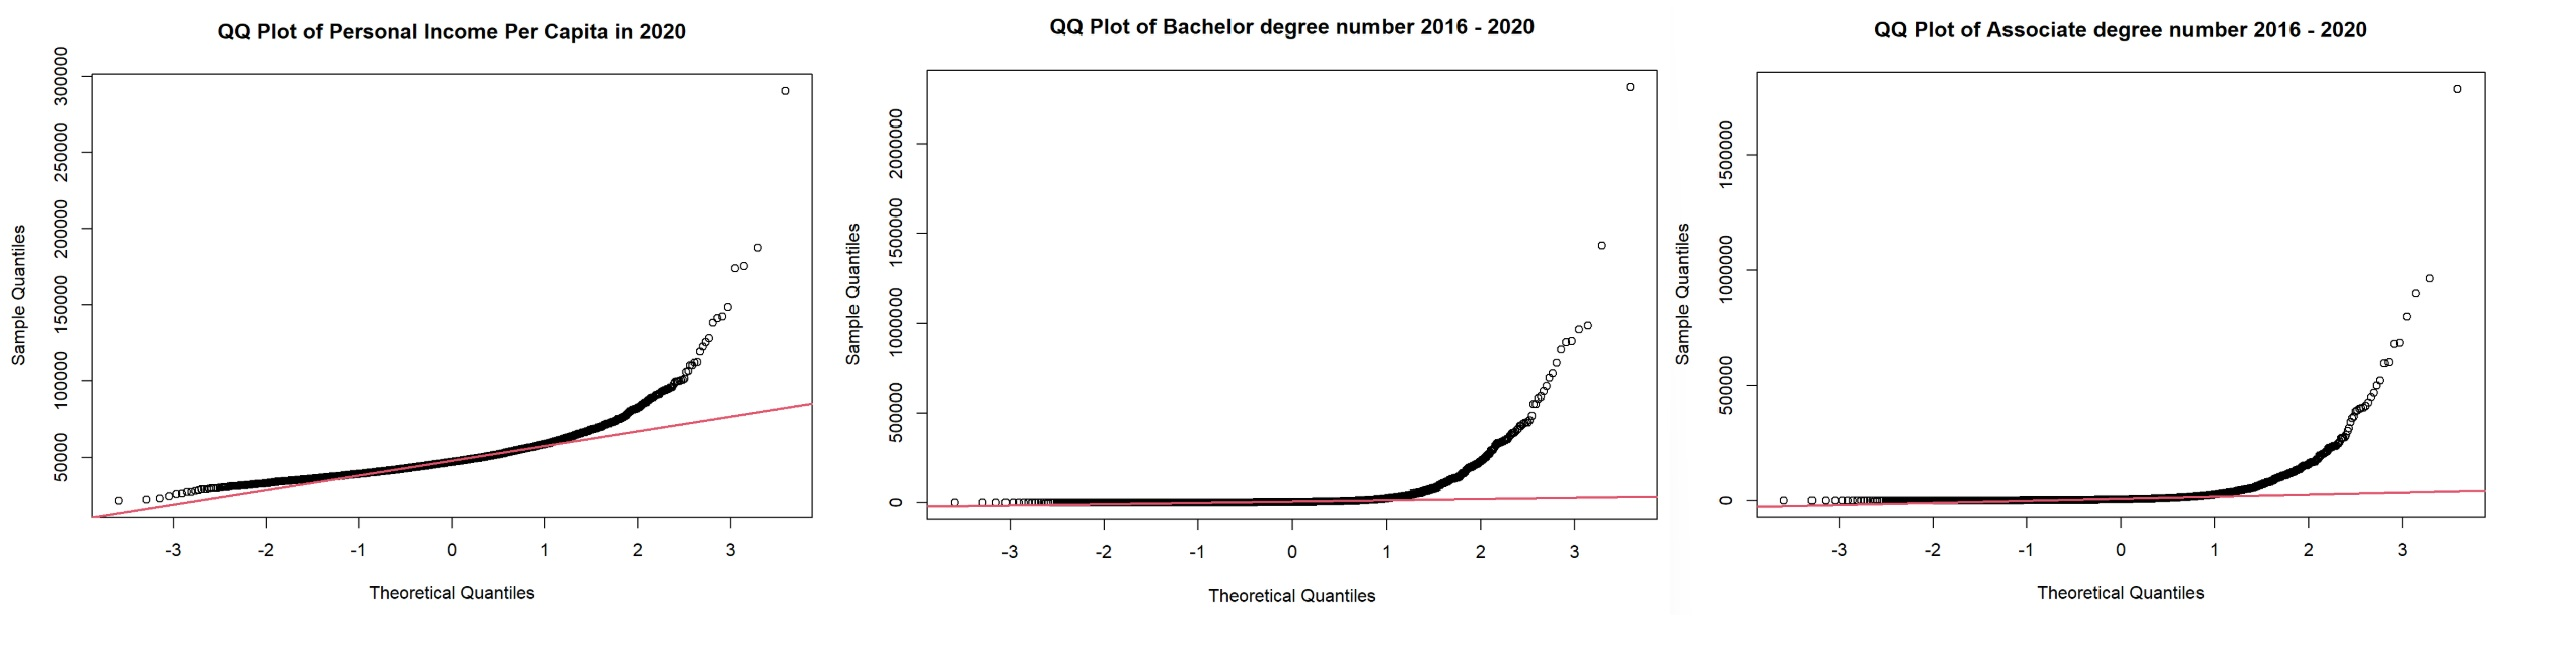 QQ Plot of Personal Income Per Capita in 2020
300000
250000
200000
150000
100000
50000
Sample Quantiles
-3 -2 -1 0 1 2 3
Theoretical Quantiles
QQ Plot of Bachelor degree number 2016 - 2020
2000000
1500000
1000000
500000
0
Sample Quantiles
-3 -2 -1 0 1 2 3
Theoretical Quantiles
QQ Plot of Associate degree number 2016 - 2020
1500000
1000000
500000
0
Sample Quantiles
-3 -2 -1 0 1 2 3
Theoretical Quantiles